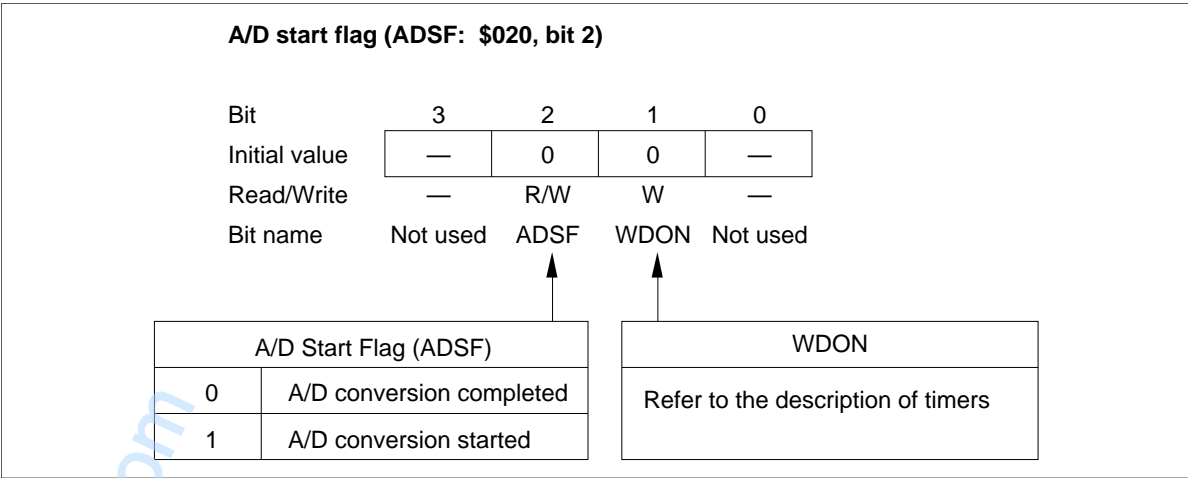 A/D start flag (ADSF: $020, bit 2)
Bit 3 2 1 0
Initial value — 0 0 —
Read/Write — R/W W —
Bit name Not used ADSF WDON Not used
A/D Start Flag (ADSF)
0 A/D conversion completed
1 A/D conversion started
WDON
Refer to the description of timers
om